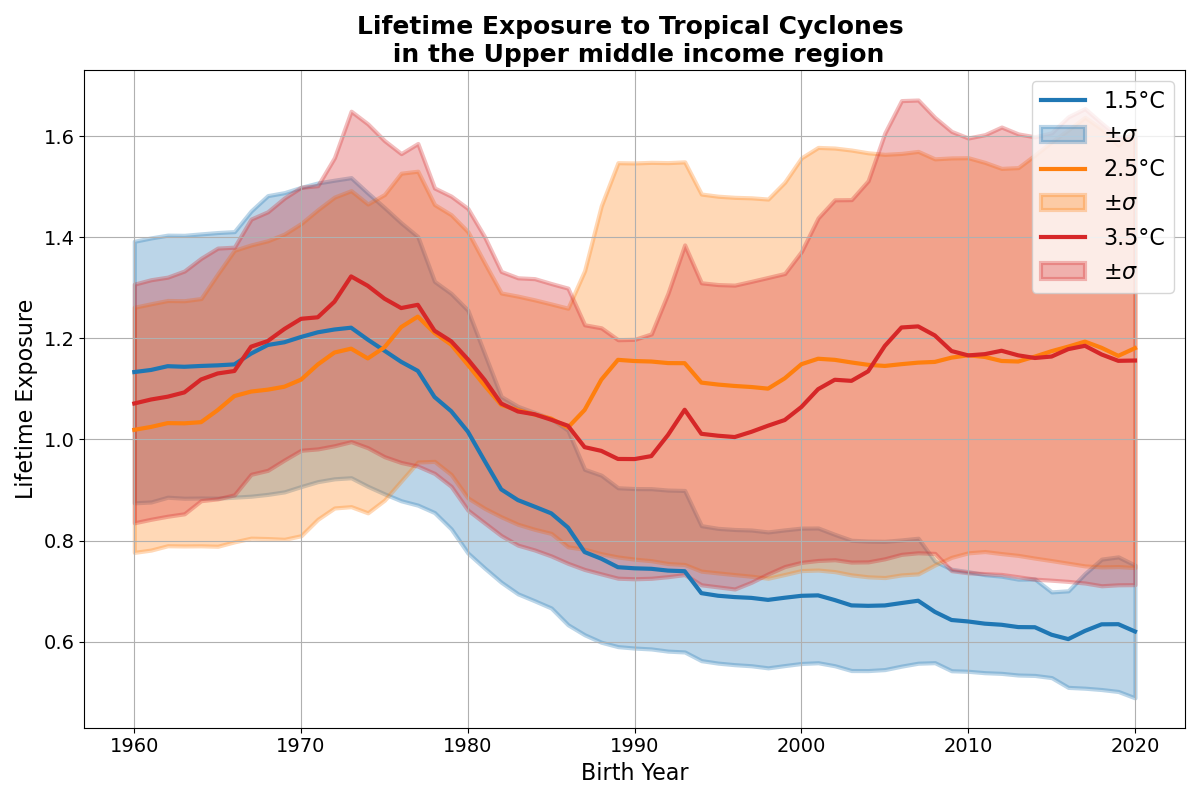 Lifetime Exposure to Tropical Cyclones
in the Upper middle income region
Lifetime Exposure
1.6
1.4
1.2
1.0
0.8
0.6
1960 1970 1980 1990 2000 2010 2020
Birth Year
1.5°C
±σ
2.5°C
±σ
3.5°C
±σ